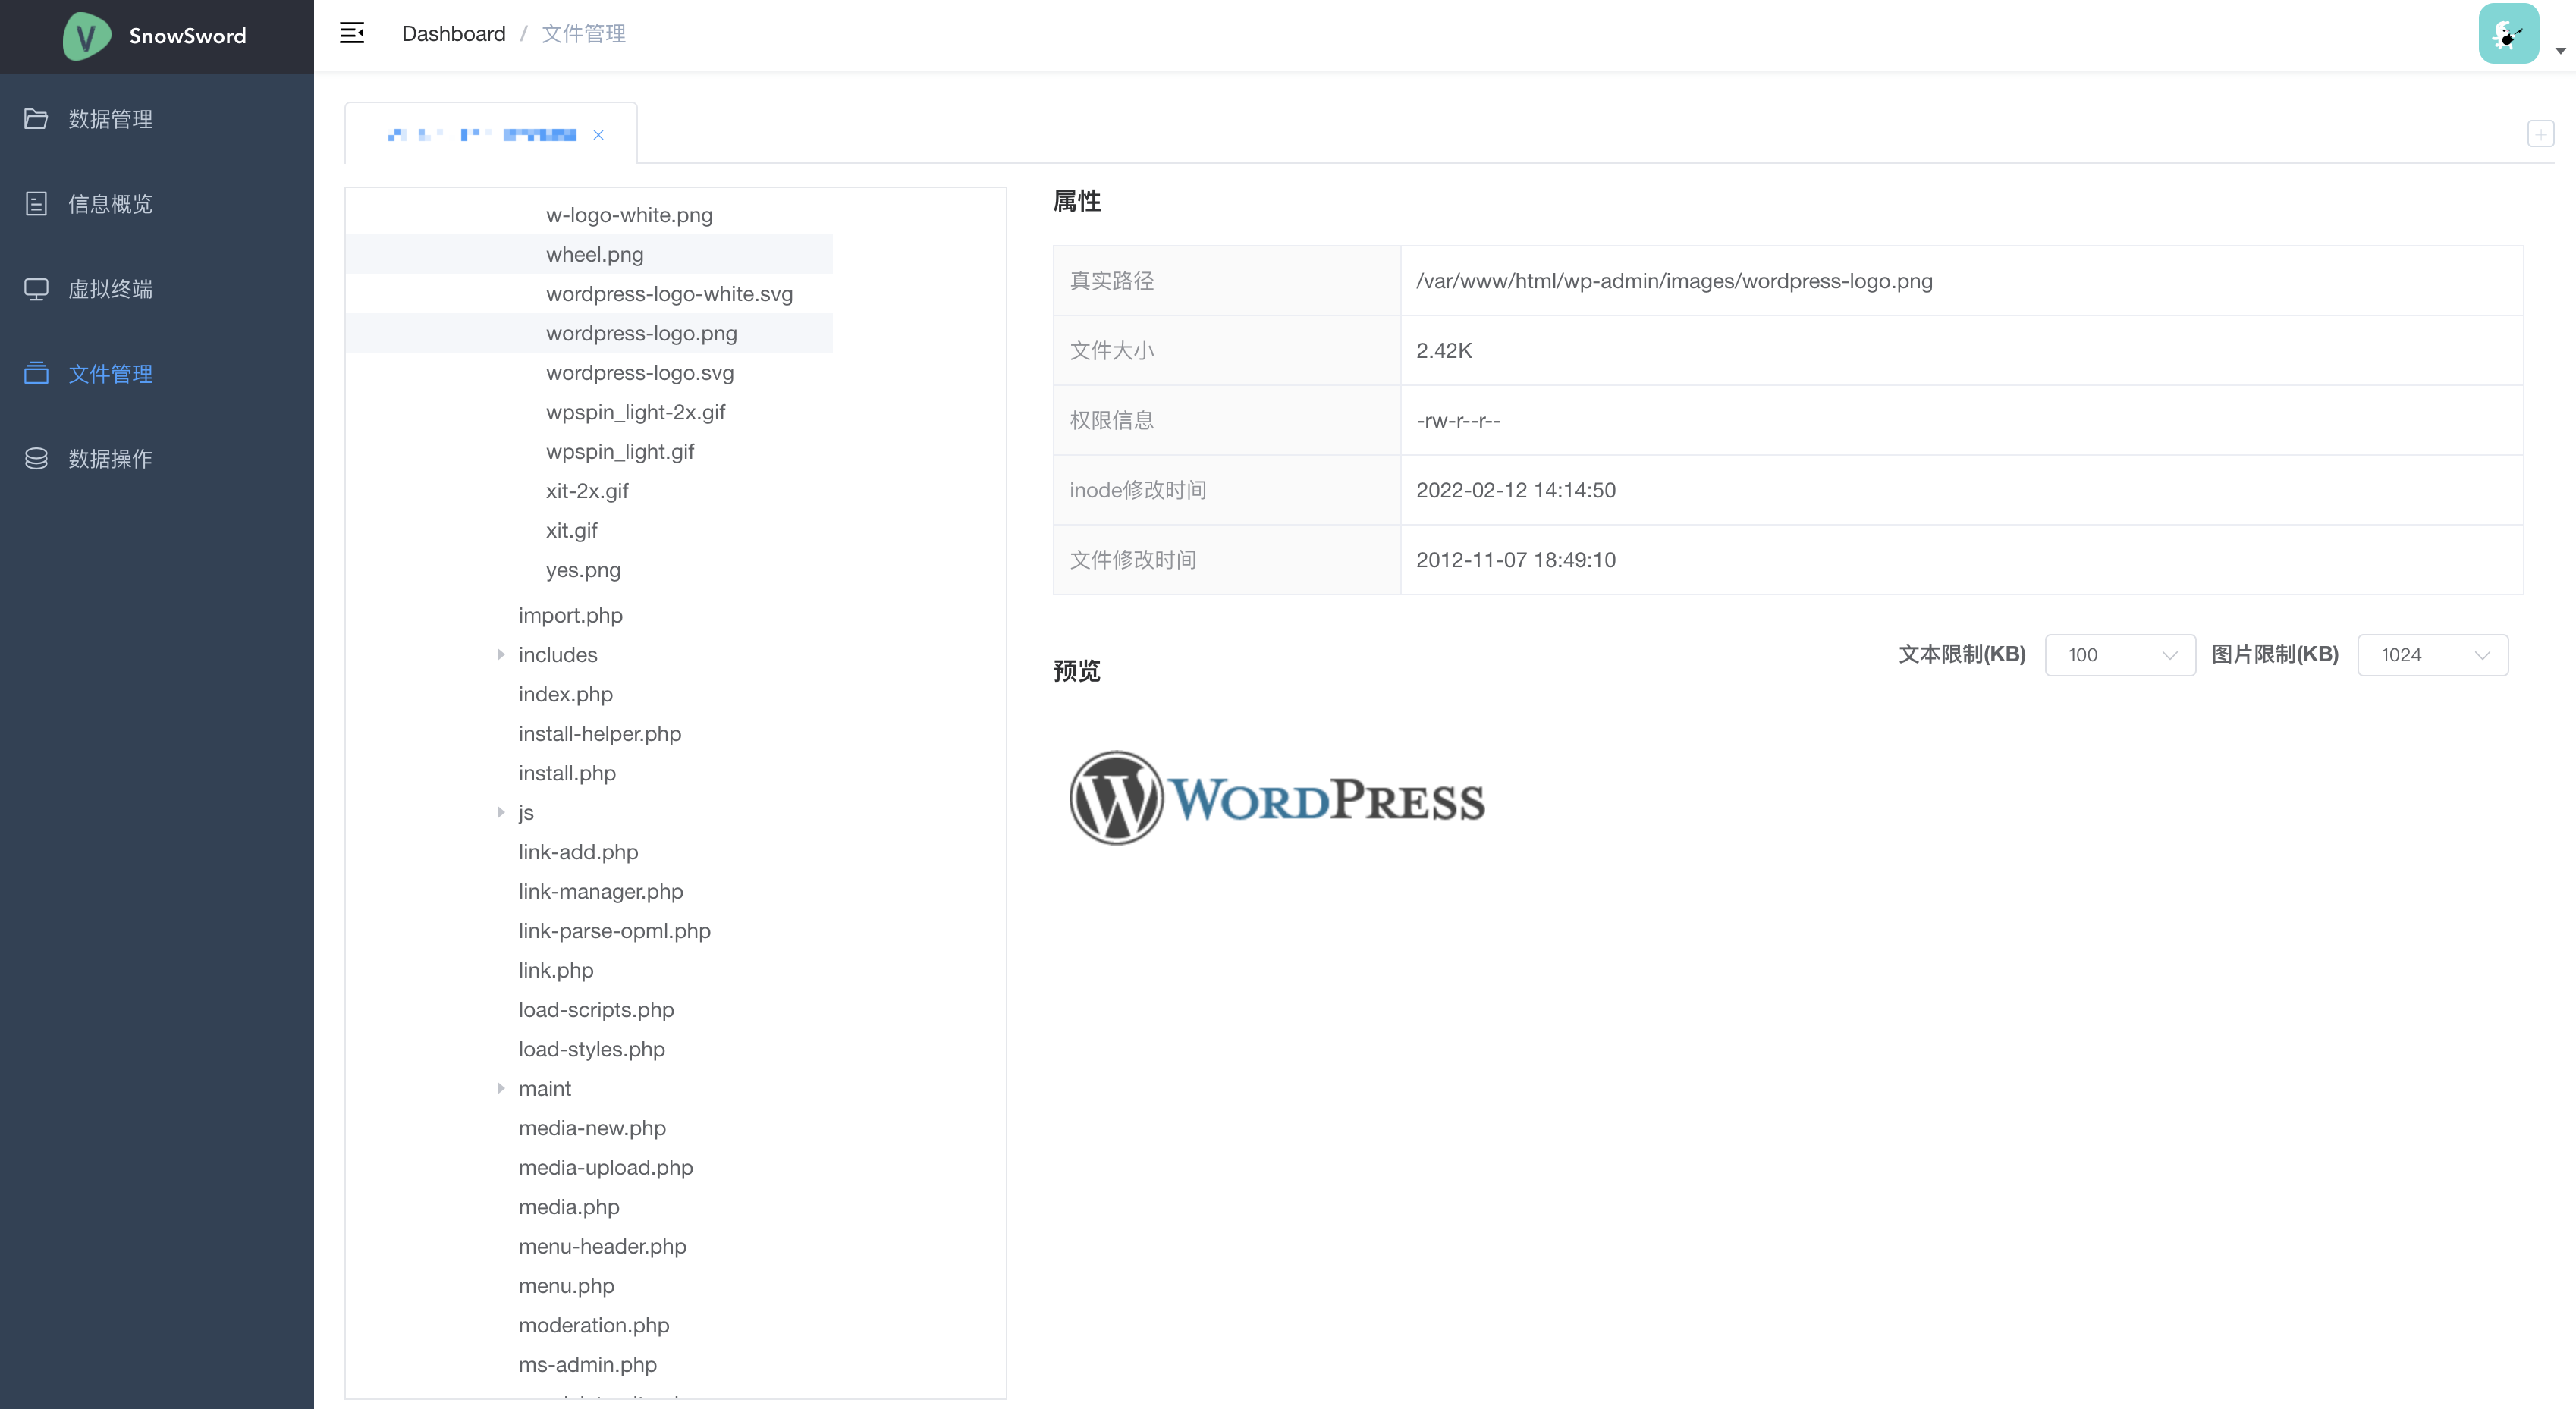 SnowSword
Dashboard / 文件管理
数据管理
信息概览
虚拟终端
文件管理
数据操作
w-logo-white.png
wheel.png
wordpress-logo-white.svg
wordpress-logo.png
wordpress-logo.svg
wpspin_light-2x.gif
wpspin_light.gif
xit-2x.gif
xit.gif
yes.png
import.php
includes
index.php
install-helper.php
install.php
js
link-add.php
link-manager.php
link-parse-opml.php
link.php
load-scripts.php
load-styles.php
maint
media-new.php
media-upload.php
media.php
menu-header.php
menu.php
moderation.php
ms-admin.php
属性
真实路径 /var/www/html/wp-admin/images/wordpress-logo.png
文件大小 2.42K
权限信息 -rw-r--r--
inode修改时间 2022-02-12 14:14:50
文件修改时间 2012-11-07 18:49:10
预览 文本限制(KB) 100 图片限制(KB) 1024
WORDPRESS